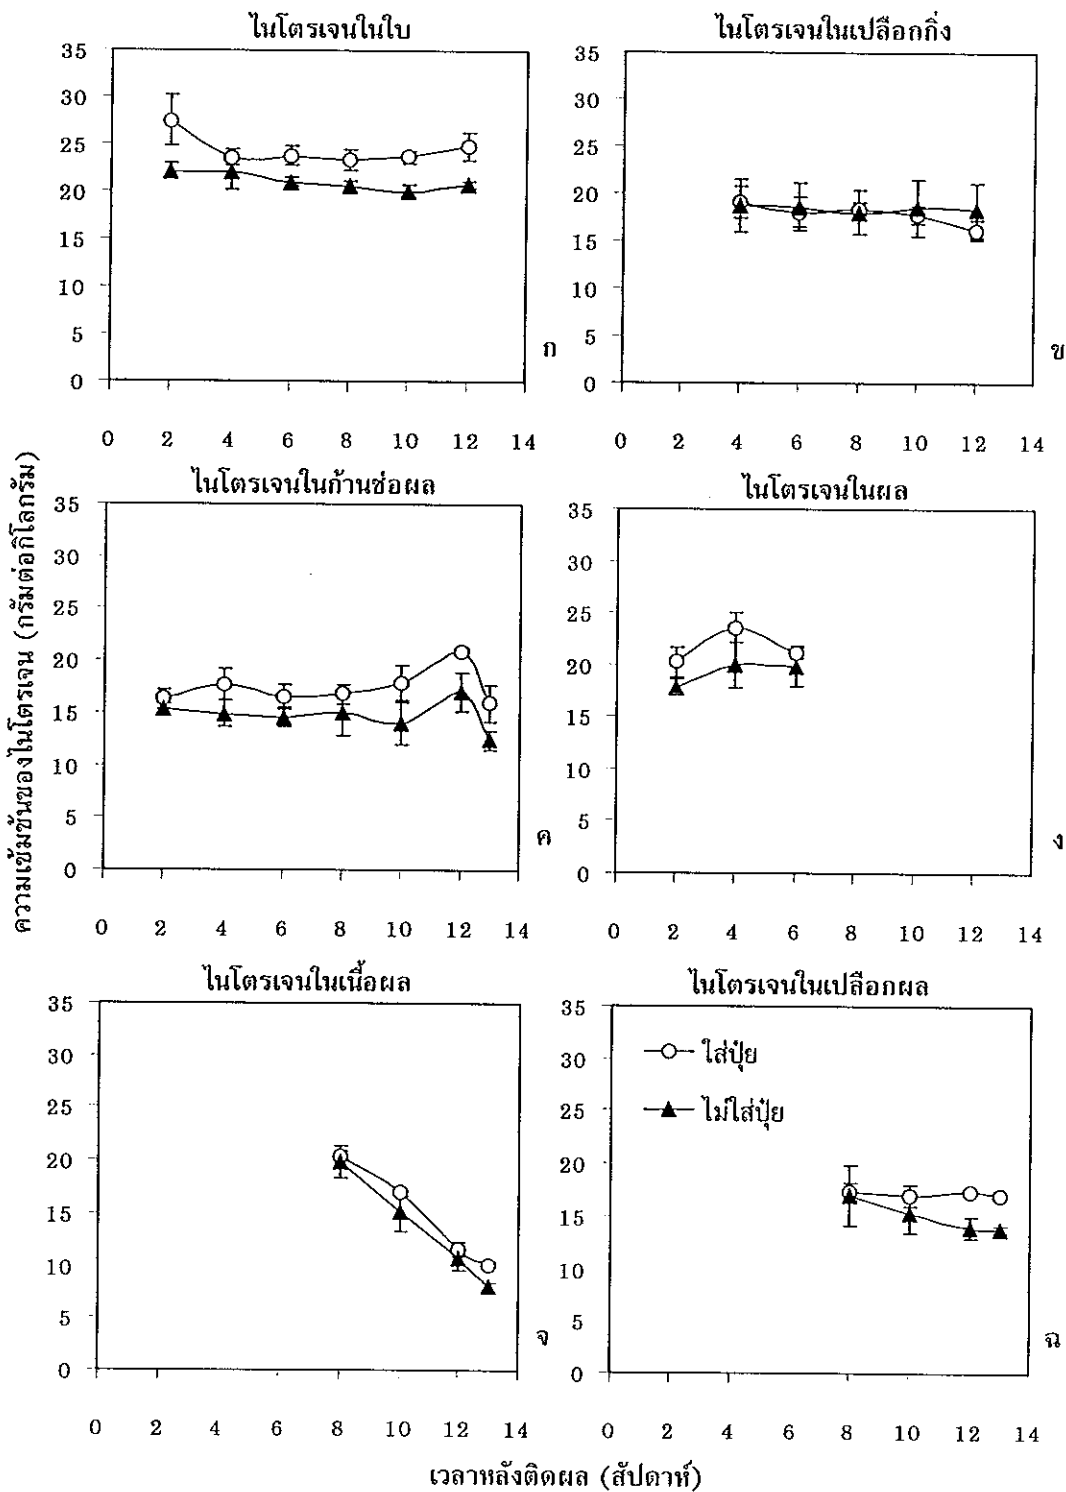 ไนโตรเจนในใบ
35
30
25
20
15
10
5
0
0 2 4 6 8 10 12 14
ก
ไนโตรเจนในเปลือกกิ่ง
35
30
25
20
15
10
5
0
0 2 4 6 8 10 12 14
ข
ความเข้มข้นของไนโตรเจน (กรัมต่อกิโลกรัม)
ไนโตรเจนในก้านช่อผล
35
30
25
20
15
10
5
0
0 2 4 6 8 10 12 14
ค
ไนโตรเจนในผล
35
30
25
20
15
10
5
0
0 2 4 6 8 10 12 14
ง
ไนโตรเจนในเนื้อผล
35
30
25
20
15
10
5
0
0 2 4 6 8 10 12 14
จ
ไนโตรเจนในเปลือกผล
ใส่ปุ๋ย
ไม่ใส่ปุ๋ย
35
30
25
20
15
10
5
0
0 2 4 6 8 10 12 14
ฉ
เวลาหลังติดผล (สัปดาห์)